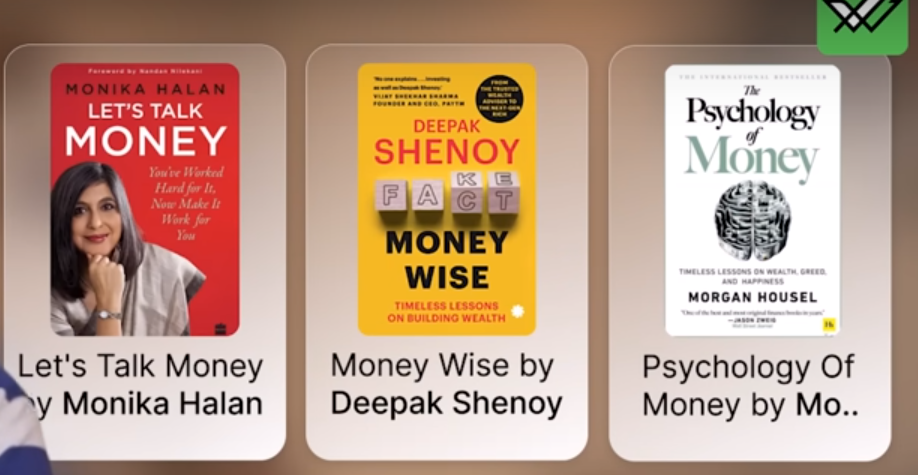 Foreword by Nandan Nilekani
MONIKA HALAN
LET'S TALK
MONEY
You've Worked
Hard for It,
Now Make It
Work for
You
Let's Talk Money
by Monika Halan
'No one explains... investing
as well as Deepak Shenoy.'
VIJAY SHEKHAR SHARMA
FOUNDER AND CEO, PAYTM
FROM
THE TRUSTED
WEALTH
ADVISER TO
THE NEXT-GEN
RICH
DEEPAK
SHENOY
KE
FACT
MONEY
WISE
TIMELESS LESSONS
ON BUILDING WEALTH
Money Wise by
Deepak Shenoy
THE INTERNATIONAL BESTSELLER
The
Psychology
of
Money
TIMELESS LESSONS ON WEALTH, GREED,
AND HAPPINESS
MORGAN HOUSEL
"One of the best and most original finance books in years"
—JASON ZWEIG
Wall Street Journal
Hh
Psychology Of
Money by Mo..